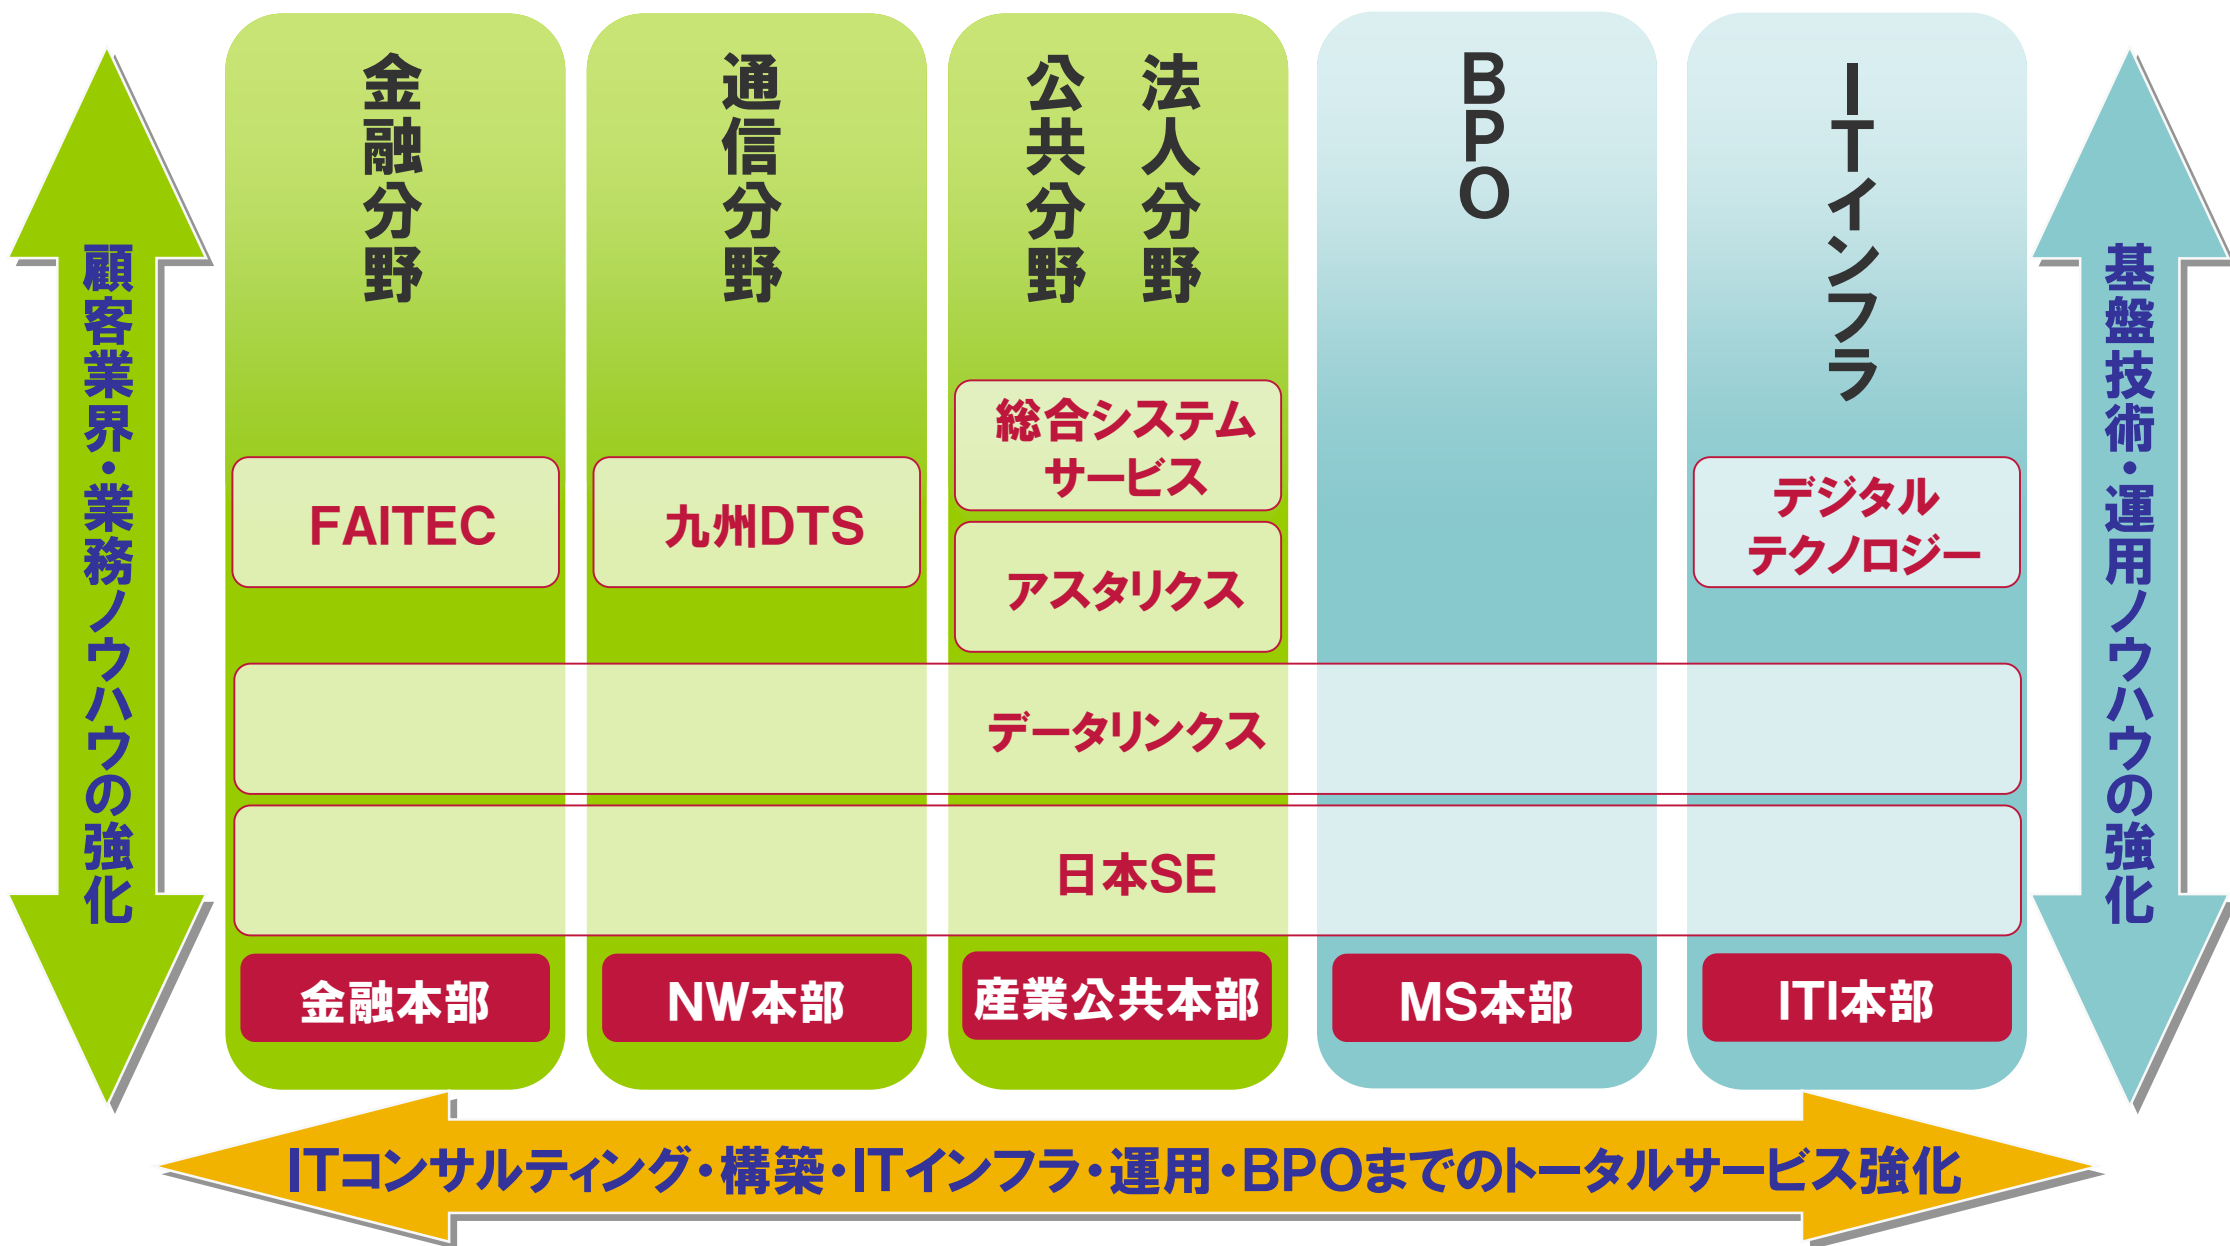 金融分野
通信分野
法人分野
公共分野
BPO
ITインフラ
顧客業界・業務ノウハウの強化
基盤技術・運用ノウハウの強化
総合システム
サービス
FAITEC
九州DTS
アスタリクス
デジタル
テクノロジー
データリンクス
日本SE
金融本部
NW本部
産業公共本部
MS本部
ITI本部
ITコンサルティング・構築・ITインフラ・運用・BPOまでのトータルサービス強化